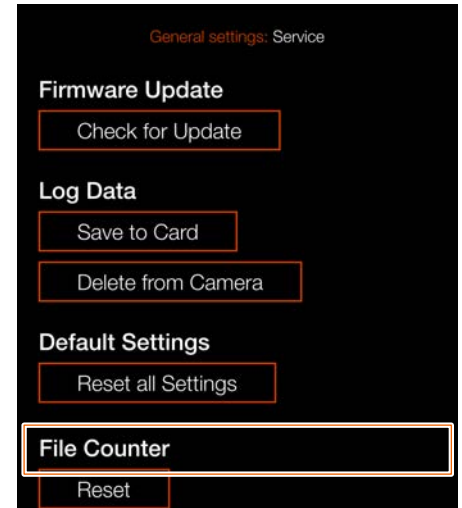 General settings: Service
Firmware Update
Check for Update
Log Data
Save to Card
Delete from Camera
Default Settings
Reset all Settings
File Counter
Reset